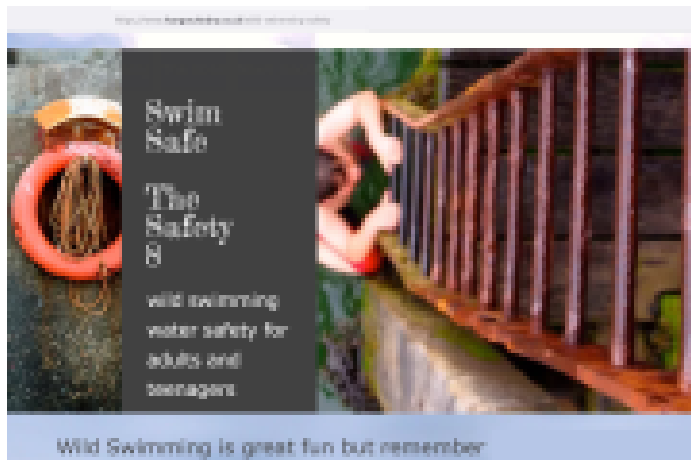 Swim
Safe
The
Safety
8
wild swimming
water safety for
adults and
teenagers
Wild Swimming is great fun but remember